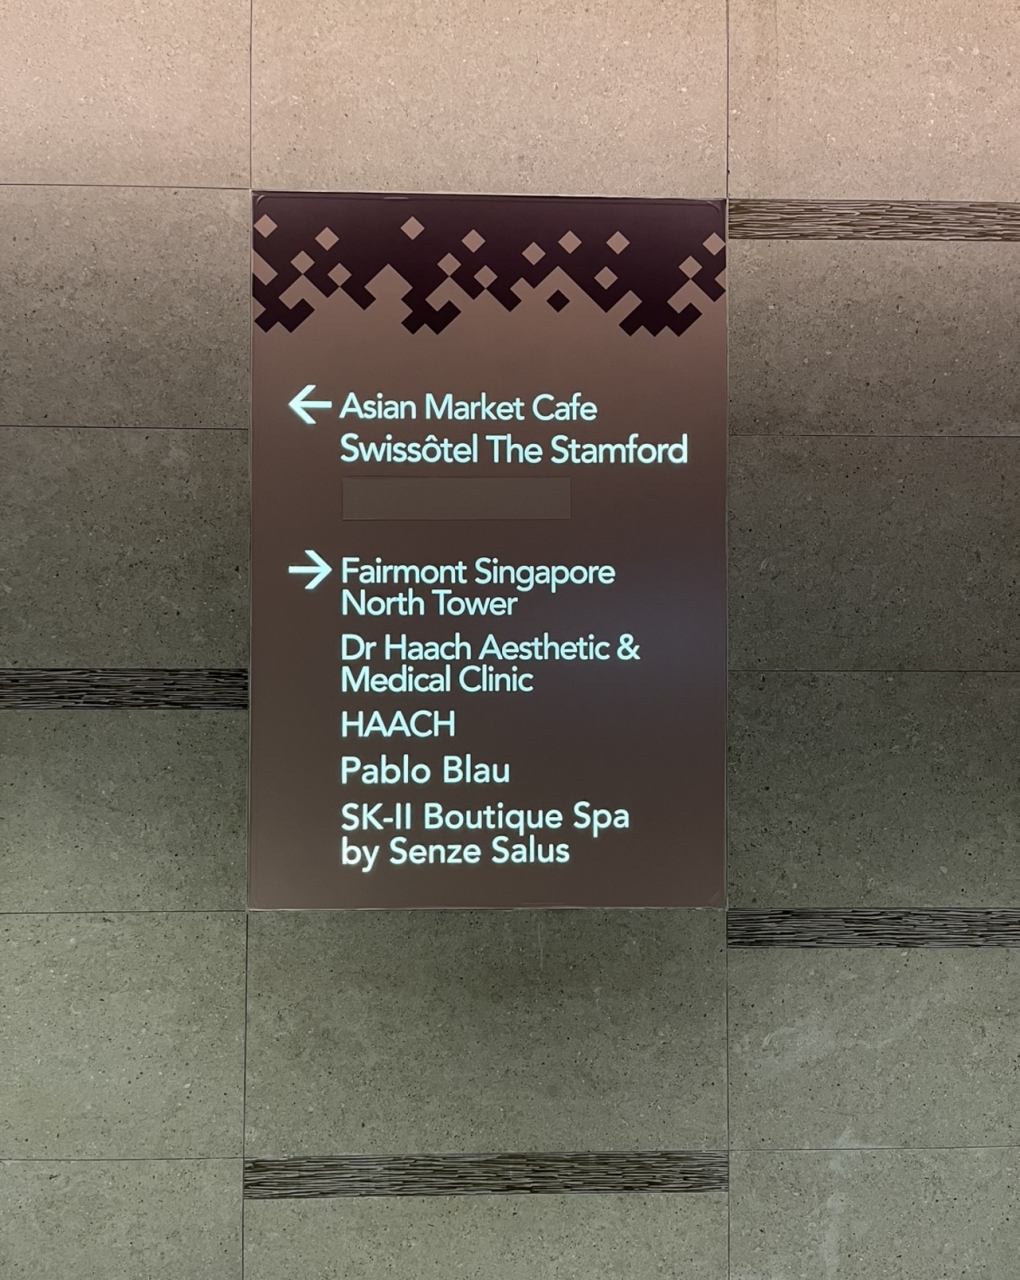 ← Asian Market Cafe
Swissôtel The Stamford
→ Fairmont Singapore
North Tower
Dr Haach Aesthetic &
Medical Clinic
HAACH
Pablo Blau
SK-II Boutique Spa
by Senze Salus